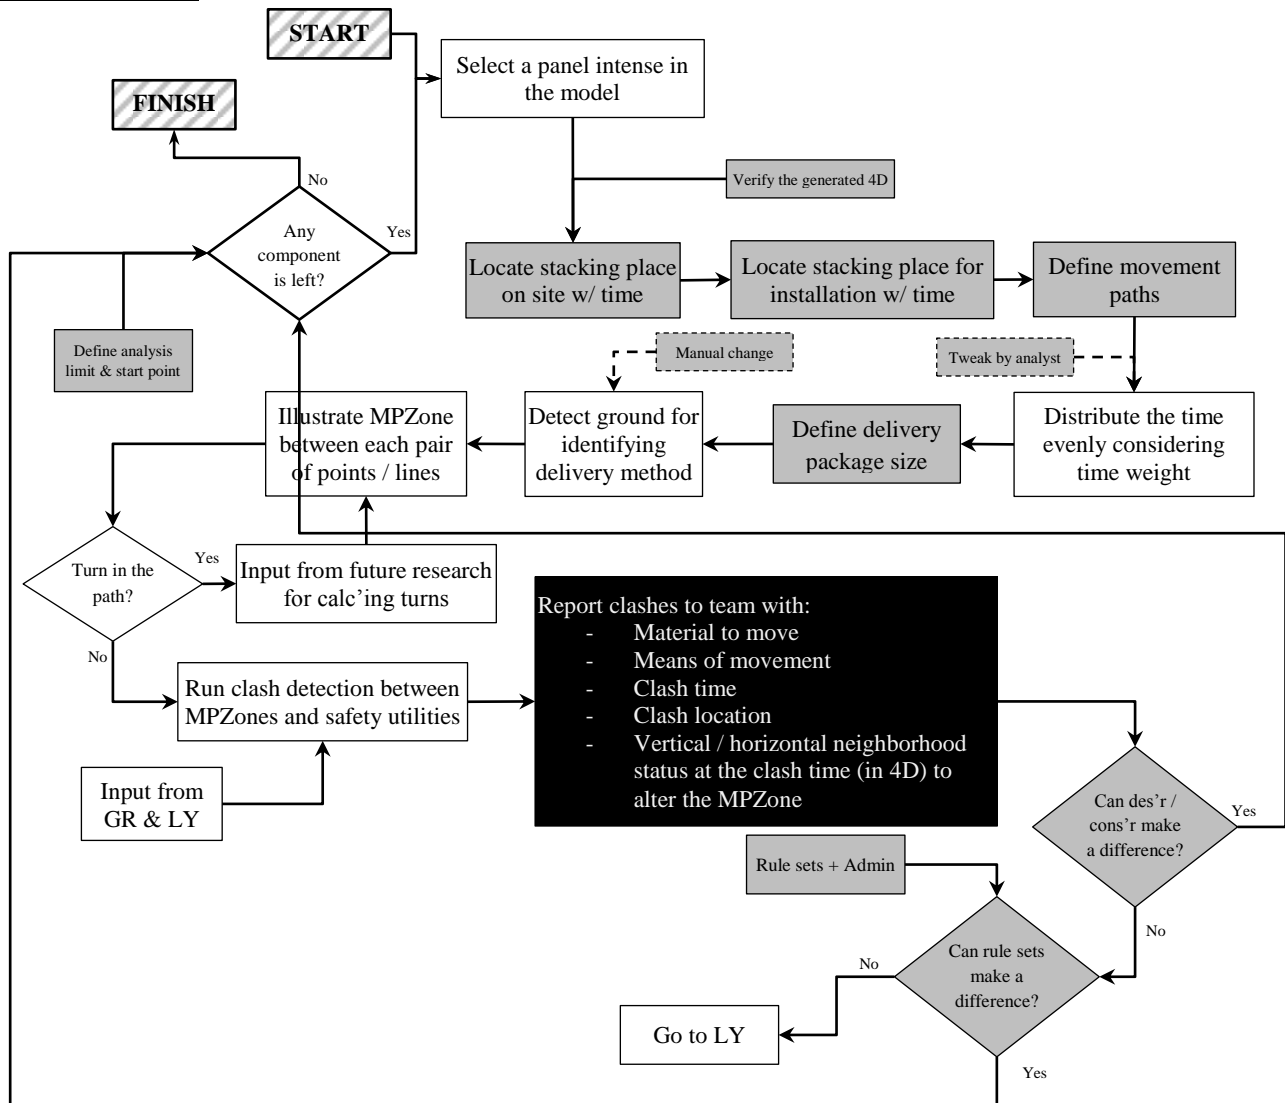 START
Select a panel intense in
the model
FINISH
No
Verify the generated 4D
Any
component
is left?
Yes
Locate stacking place
on site w/ time
Locate stacking place for
installation w/ time
Define movement
paths
Define analysis
limit & start point
Manual change
Tweak by analyst
Illustrate MPZone
between each pair
of points / lines
Detect ground for
identifying
delivery method
Define delivery
package size
Distribute the time
evenly considering
time weight
Turn in the
path?
Yes
Input from future research
for calc'ing turns
No
Run clash detection between
MPZones and safety utilities
Input from
GR & LY
Report clashes to team with:
- Material to move
- Means of movement
- Clash time
- Clash location
- Vertical / horizontal neighborhood
status at the clash time (in 4D) to
alter the MPZone
Can des'r /
cons'r make
a difference?
Yes
No
Rule sets + Admin
Can rule sets
make a
difference?
No
Go to LY
Yes